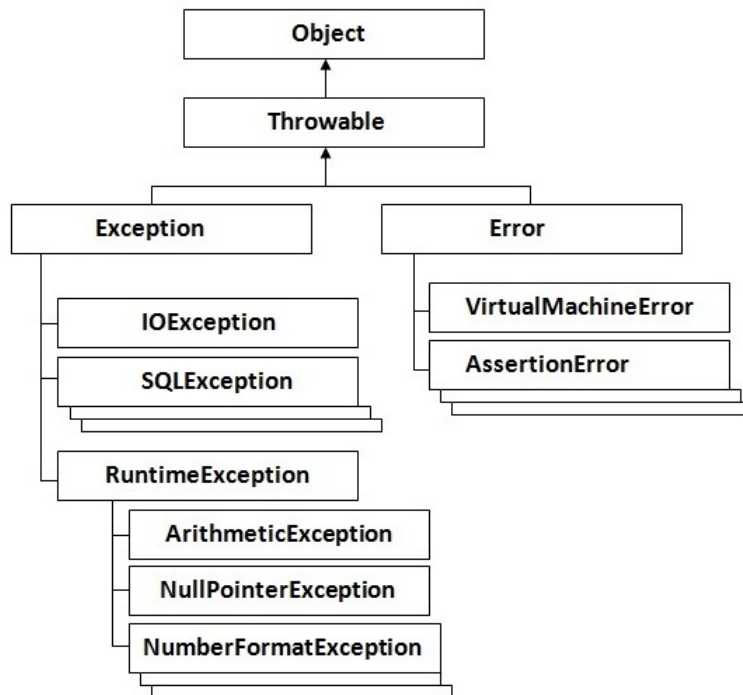 Object
Throwable
Exception
Error
IOException
SQLException
RuntimeException
ArithmeticException
NullPointerException
NumberFormatException
VirtualMachineError
AssertionError